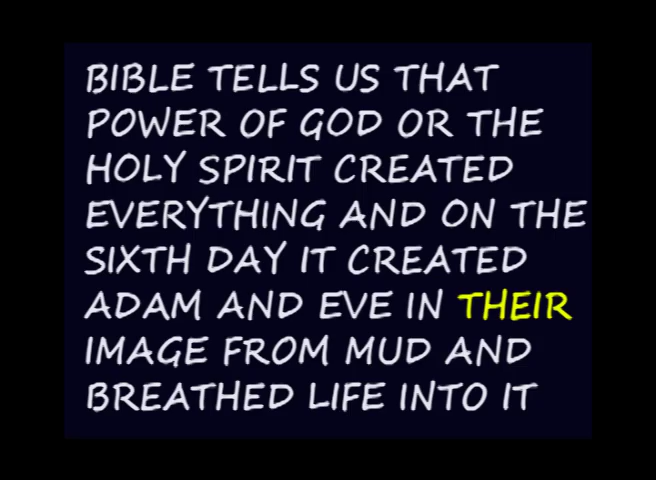 BIBLE TELLS US THAT
POWER OF GOD OR THE
HOLY SPIRIT CREATED
EVERYTHING AND ON THE
SIXTH DAY IT CREATED
ADAM AND EVE IN THEIR
IMAGE FROM MUD AND
BREATHED LIFE INTO IT